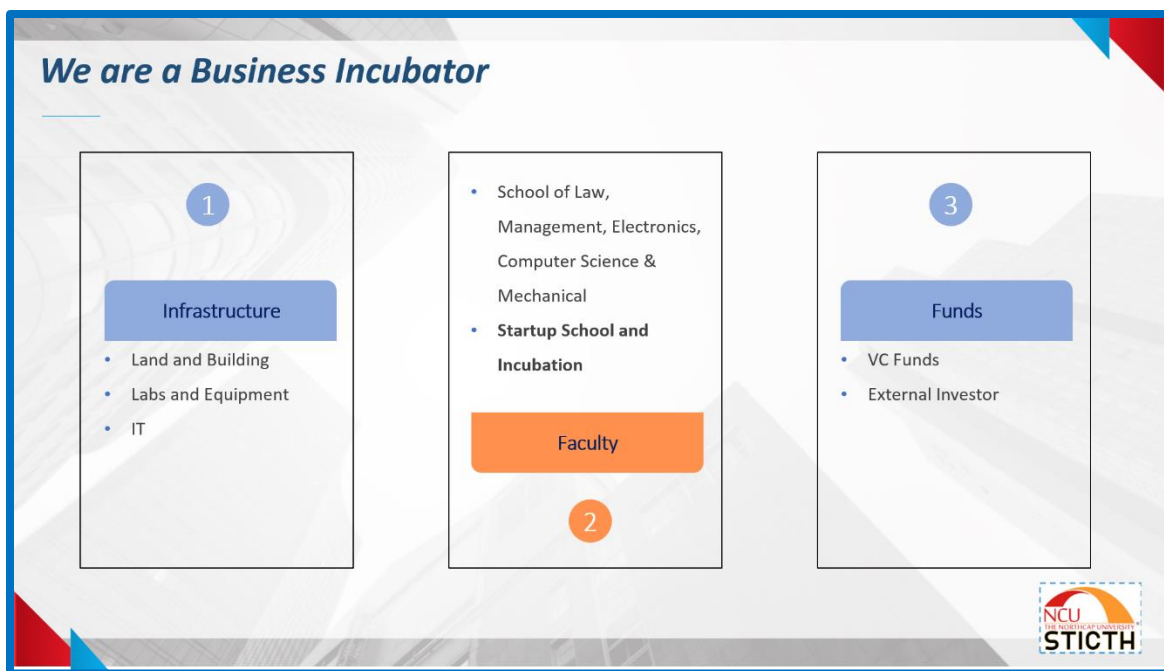 We are a Business Incubator
1
Infrastructure
• Land and Building
• Labs and Equipment
• IT
• School of Law,
Management, Electronics,
Computer Science &
Mechanical
• Startup School and
Incubation
Faculty
2
3
Funds
• VC Funds
• External Investor
NCU
THE NORTHCAP UNIVERSITY
STICTH